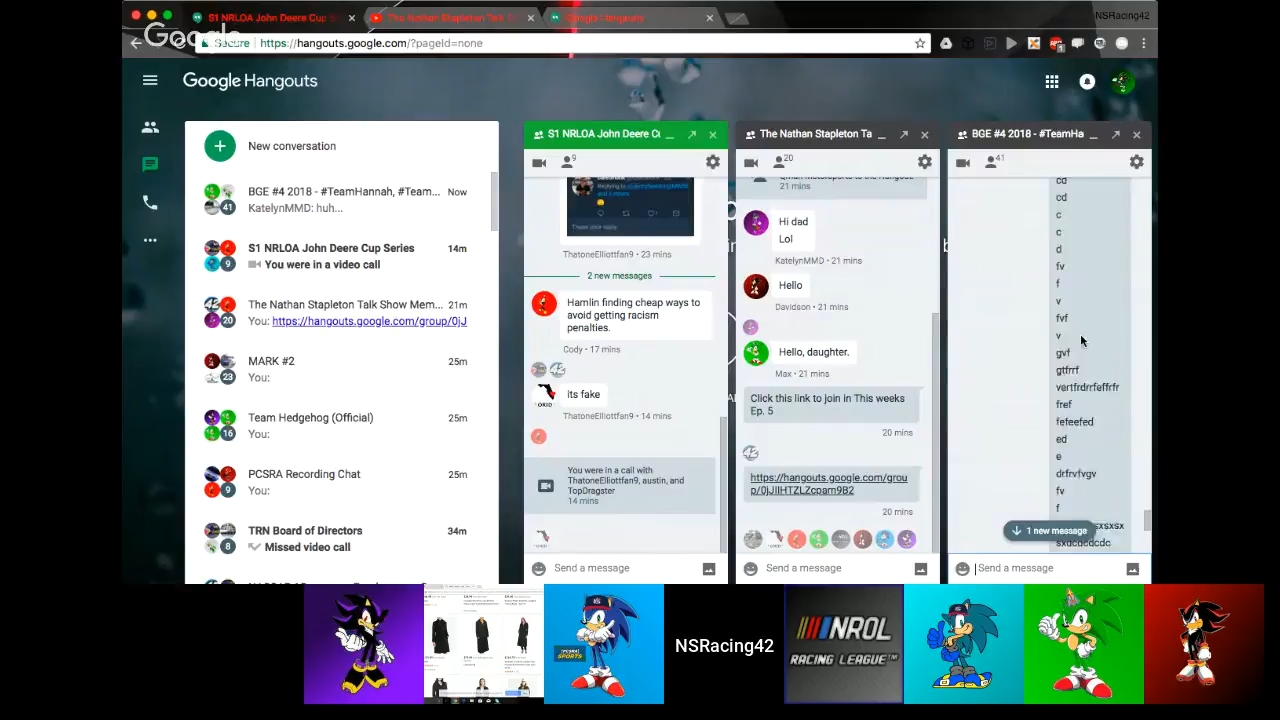 S1 NRLOA John Deere Cup S
The Nathan Stapleton Talk
Google Hangouts
NSRacing42
Google
Secure
https://hangouts.google.com/?pageId=none
Google Hangouts
New conversation
BGE #4 2018 - #TeamHannah, #Team... Now
KatelynMMD: huh...
41
S1 NRLOA John Deere Cup Series 14m
You were in a video call
9
The Nathan Stapleton Talk Show Mem... 21m
You: https://hangouts.google.com/group/0jJ
20
MARK #2 25m
You:
23
Team Hedgehog (Official) 25m
You:
16
PCSRA Recording Chat 25m
You:
9
TRN Board of Directors 34m
Missed video call
8
S1 NRLOA John Deere Cu
9
ThatoneElliottfan9 • 23 mins
2 new messages
Hamlin finding cheap ways to
avoid getting racism
penalties.
Cody • 17 mins
its fake
ThatoneElliottfan9 • 14 mins
You were in a call with
ThatoneElliottfan9, austin, and
TopDragster
14 mins
Send a message
The Nathan Stapleton Ta
20
21 mins
Hi dad
Lol
KatelynMMD • 21 mins
Hello
Davidson • 21 mins
Hello, daughter.
Max • 21 mins
Click this link to join in This weeks
Ep. 5
20 mins
https://hangouts.google.com/grou
p/0jJIIHTZLZcpam9B2
20 mins
Send a message
BGE #4 2018 - #TeamHa
41
cd
cd
c
c
d
fv
f
v
fvf
v
gvf
gtfrrf
vertfrdrrfeffrfr
fref
feteefed
ed
e
drfrvfvgv
fv
f
1 new message
sxdcdcdcdc
Send a message
PCSRA
SPORTS
NSRacing42
NROL
RACING LEAGUE